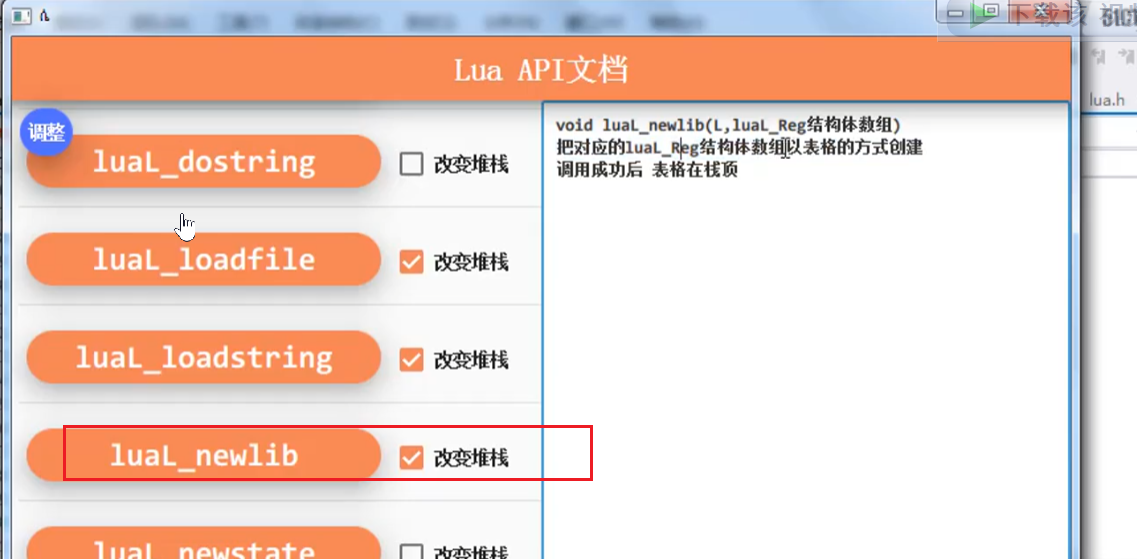 下载该 视
Lua API文档
lua.h
调整
luaL_dostring
改变堆栈
luaL_loadfile
改变堆栈
luaL_loadstring
改变堆栈
luaL_newlib
改变堆栈
luaL_newstate
改变堆栈
void luaL_newlib(L,luaL_Reg结构体数组)
把对应的luaL_Reg结构体数组以表格的方式创建
调用成功后 表格在栈顶